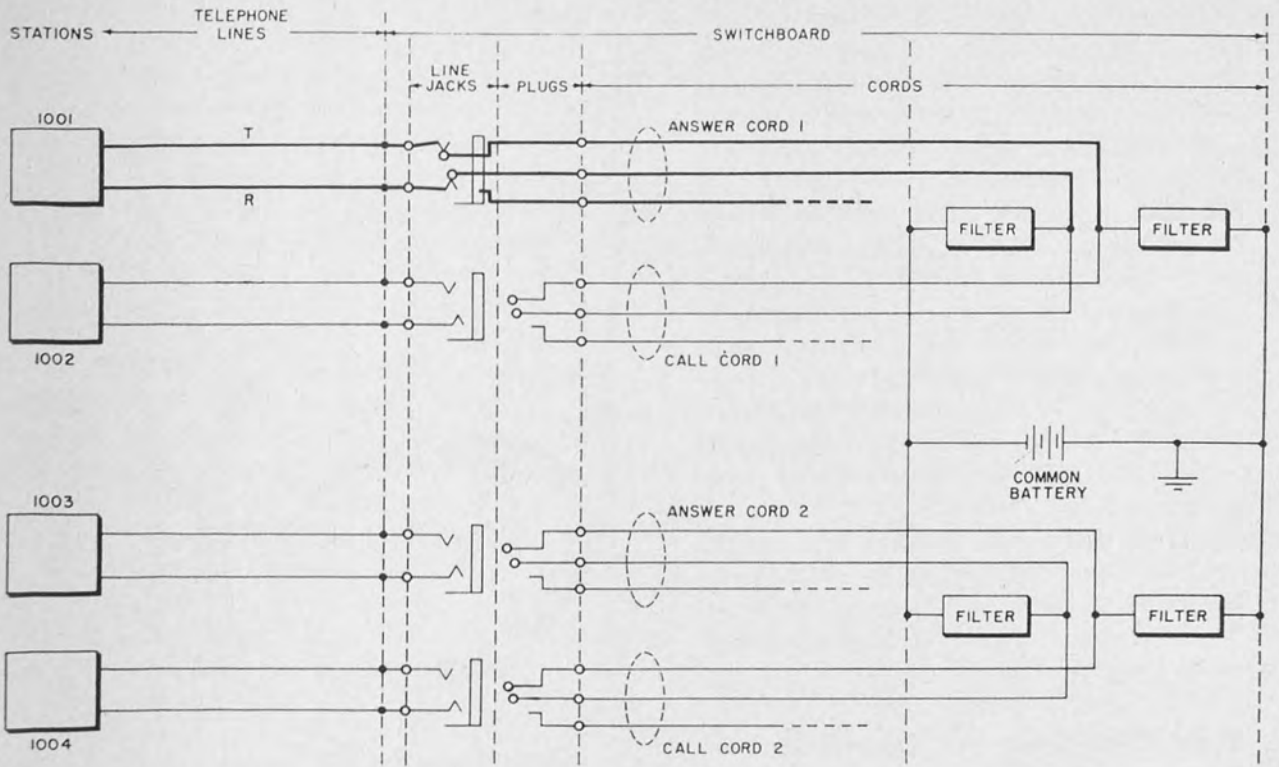 STATIONS
TELEPHONE
LINES
SWITCHBOARD
LINE
JACKS
PLUGS
CORDS
1001
T
R
ANSWER CORD 1
FILTER
FILTER
1002
CALL CORD 1
COMMON
BATTERY
1003
ANSWER CORD 2
FILTER
FILTER
1004
CALL CORD 2